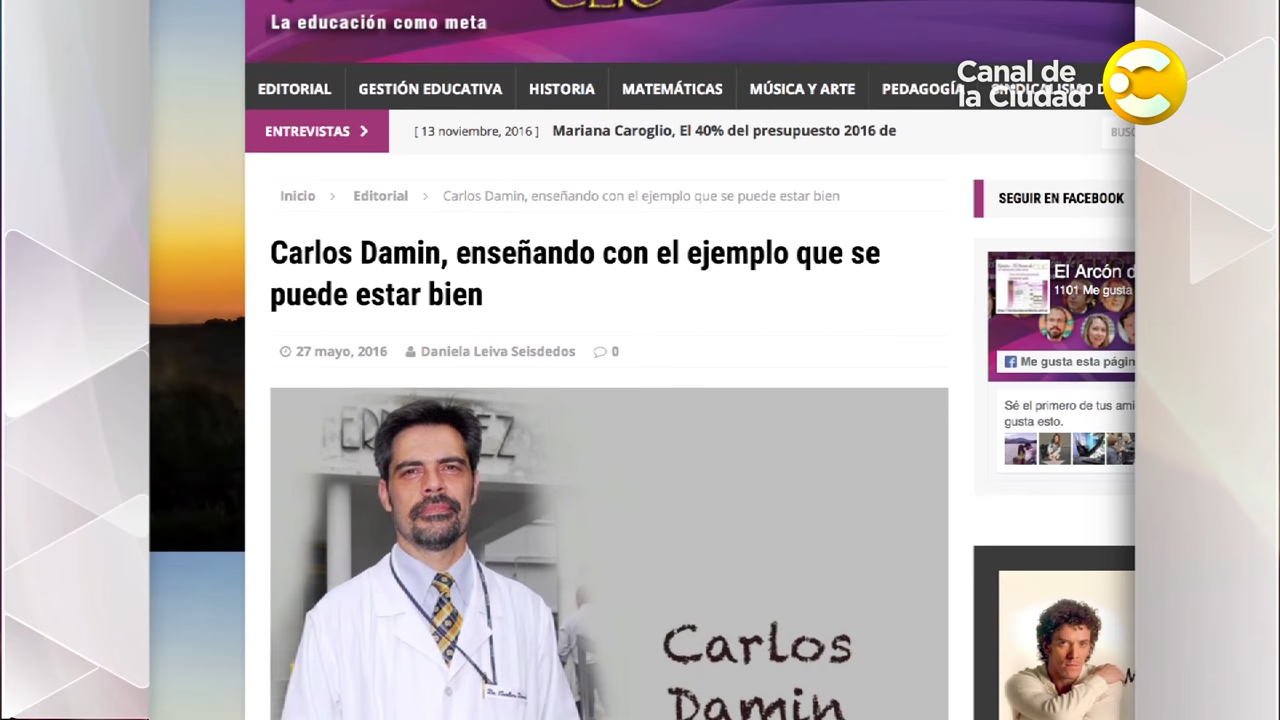 La educación como meta
Canal de
la Ciudad
EDITORIAL GESTIÓN EDUCATIVA HISTORIA MATEMÁTICAS MÚSICA Y ARTE PEDAGOGÍA
ENTREVISTAS [ 13 noviembre, 2016 ] Mariana Caroglio, El 40% del presupuesto 2016 de
Inicio > Editorial > Carlos Damin, enseñando con el ejemplo que se puede estar bien
SEGUIR EN FACEBOOK
Carlos Damin, enseñando con el ejemplo que se
puede estar bien
El Arcón d
1101 Me gusta
27 mayo, 2016 Daniela Leiva Seisdedos 0
Me gusta esta págin
Sé el primero de tus ami
gusta esto.
Carlos
Damin